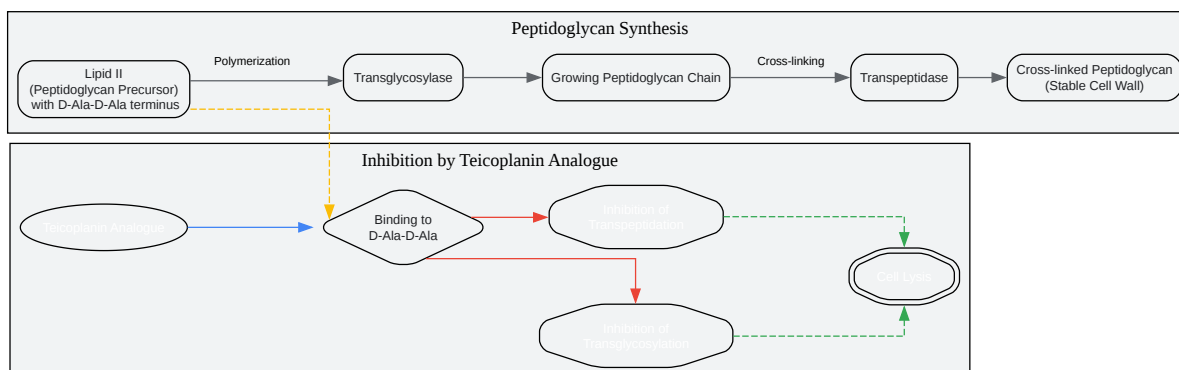 Peptidoglycan Synthesis
Lipid II
(Peptidoglycan Precursor)
with D-Ala-D-Ala terminus
Polymerization
Transglycosylase
Growing Peptidoglycan Chain
Cross-linking
Transpeptidase
Cross-linked Peptidoglycan
(Stable Cell Wall)
Inhibition by Teicoplanin Analogue
Teicoplanin Analogue
Binding to
D-Ala-D-Ala
Inhibition of
Transpeptidation
Inhibition of
Transglycosylation
Cell Lysis